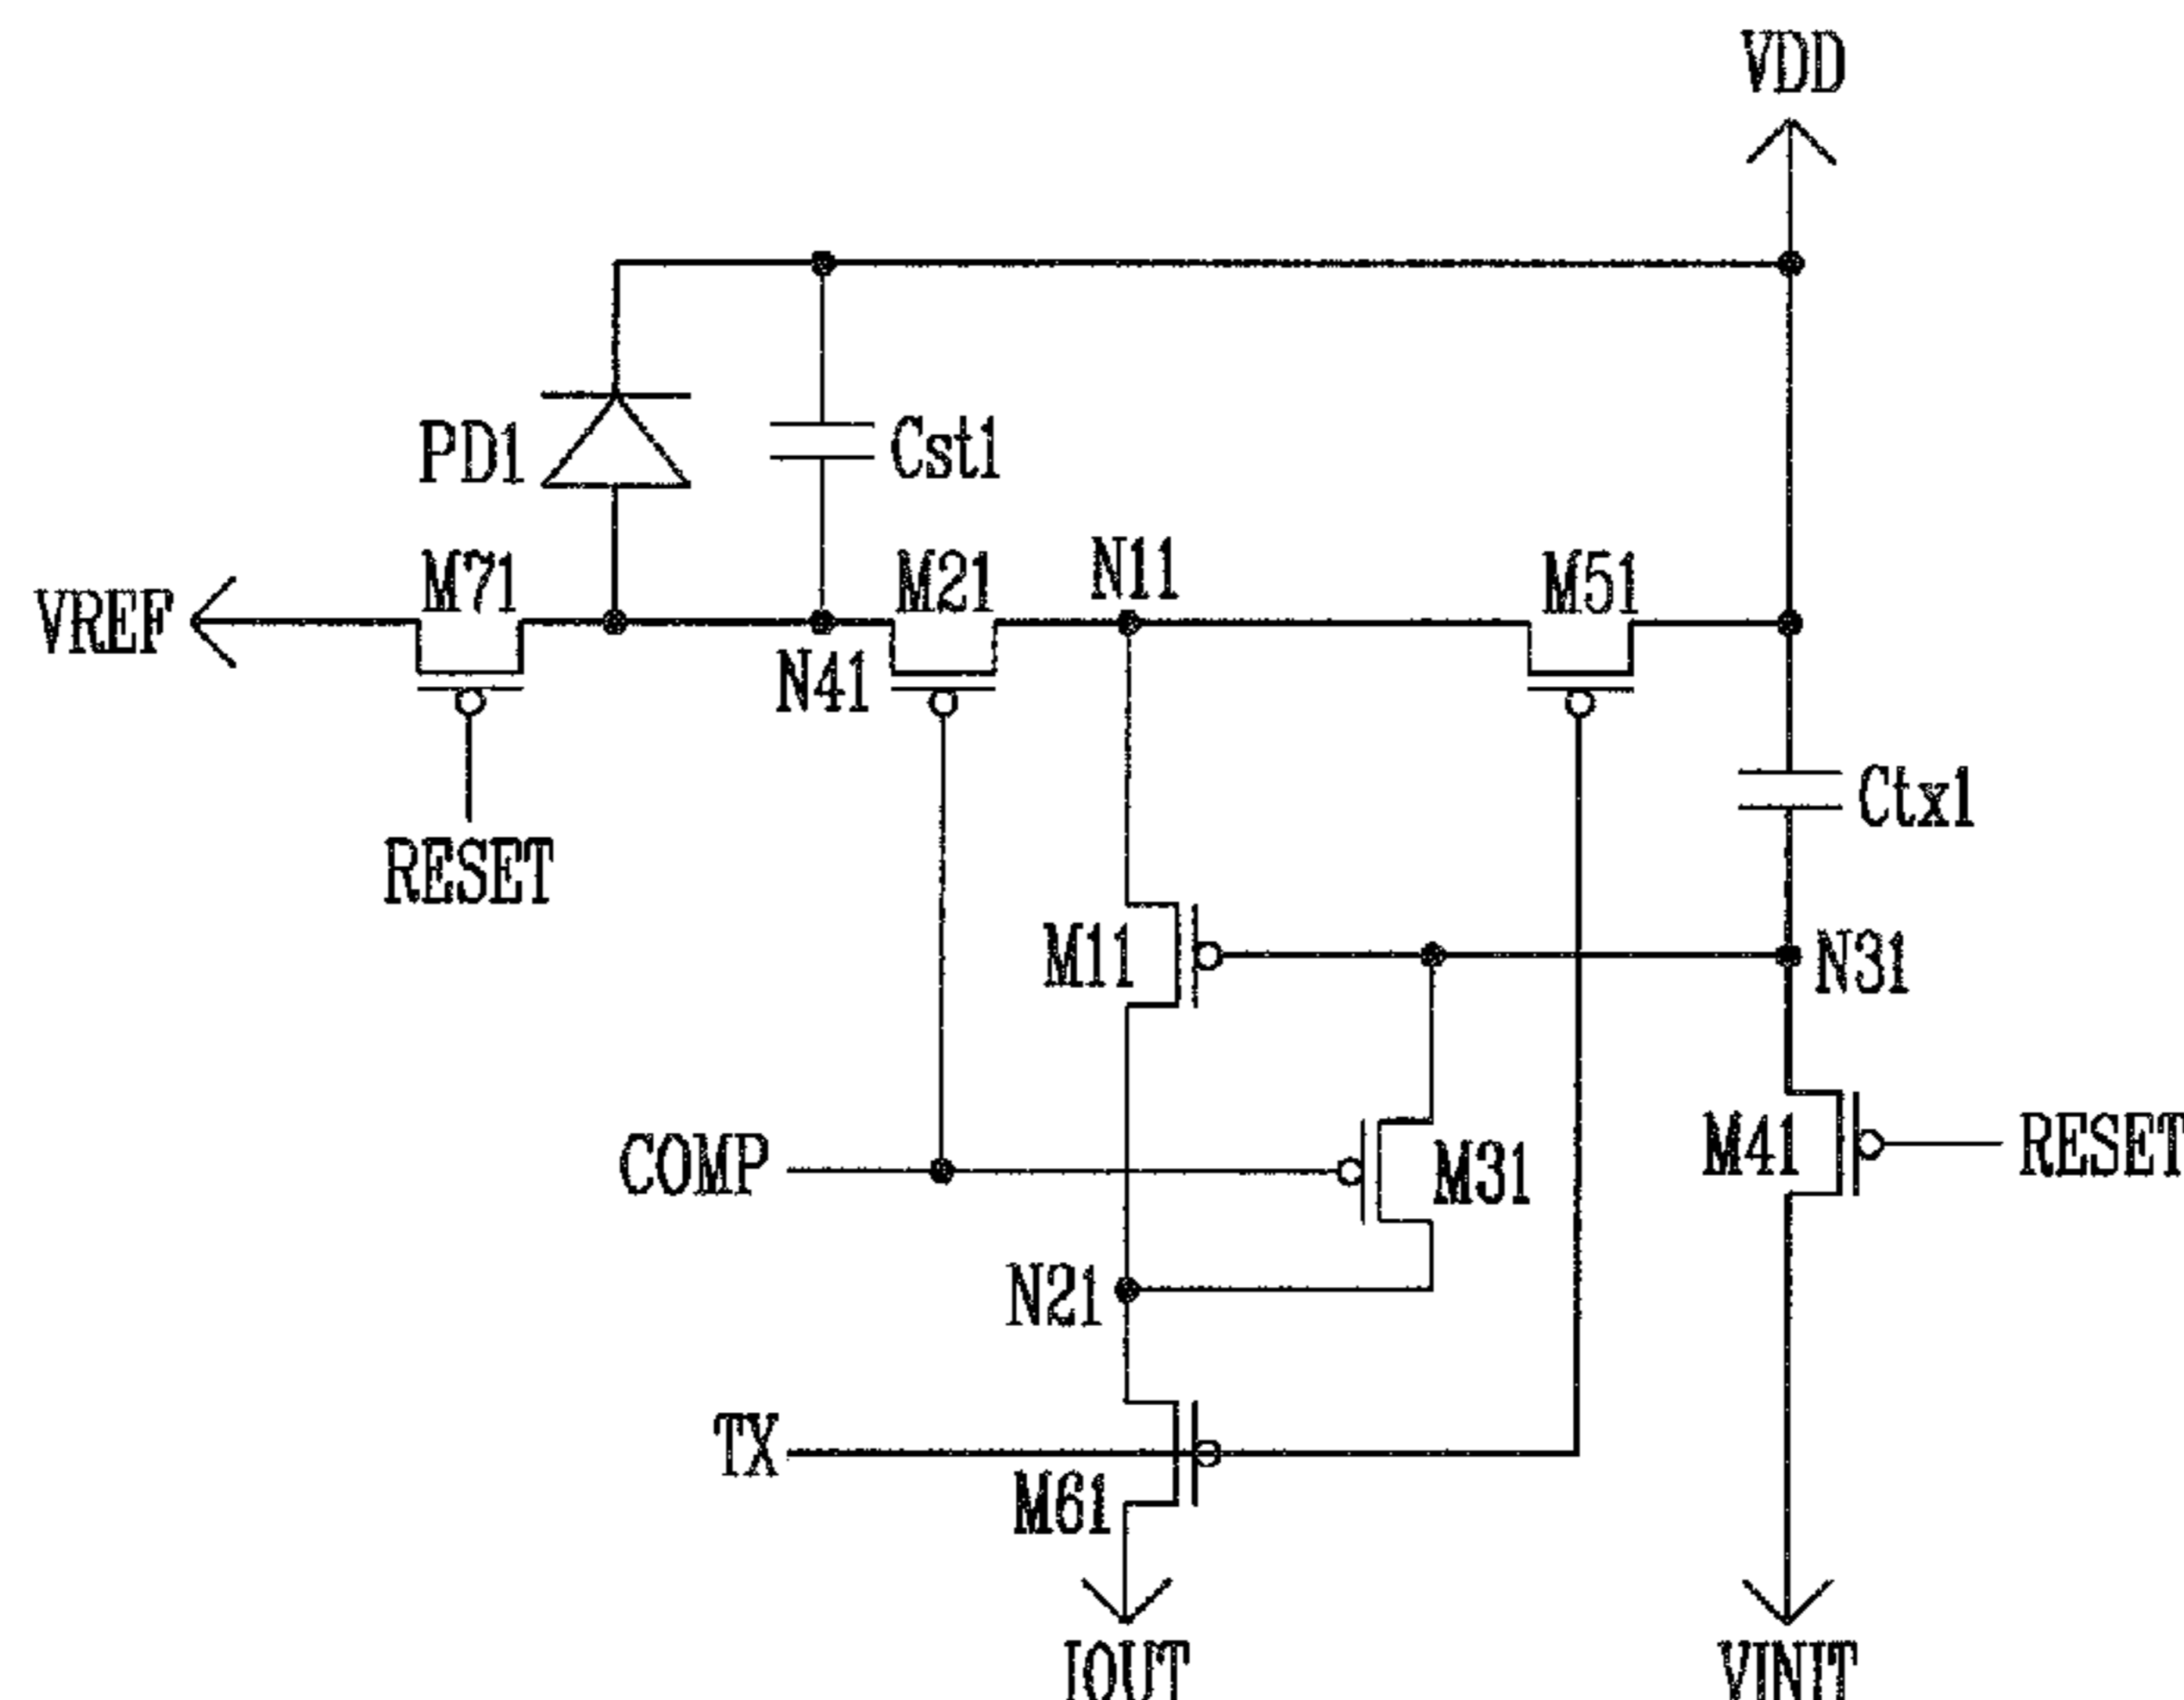 VDD
PD1
Cst1
M71
M21
N11
M51
VREF
N41
Ctx1
RESET
M11
N31
COMP
M31
M41
RESET
N21
TX
M61
IOUT
VINIT